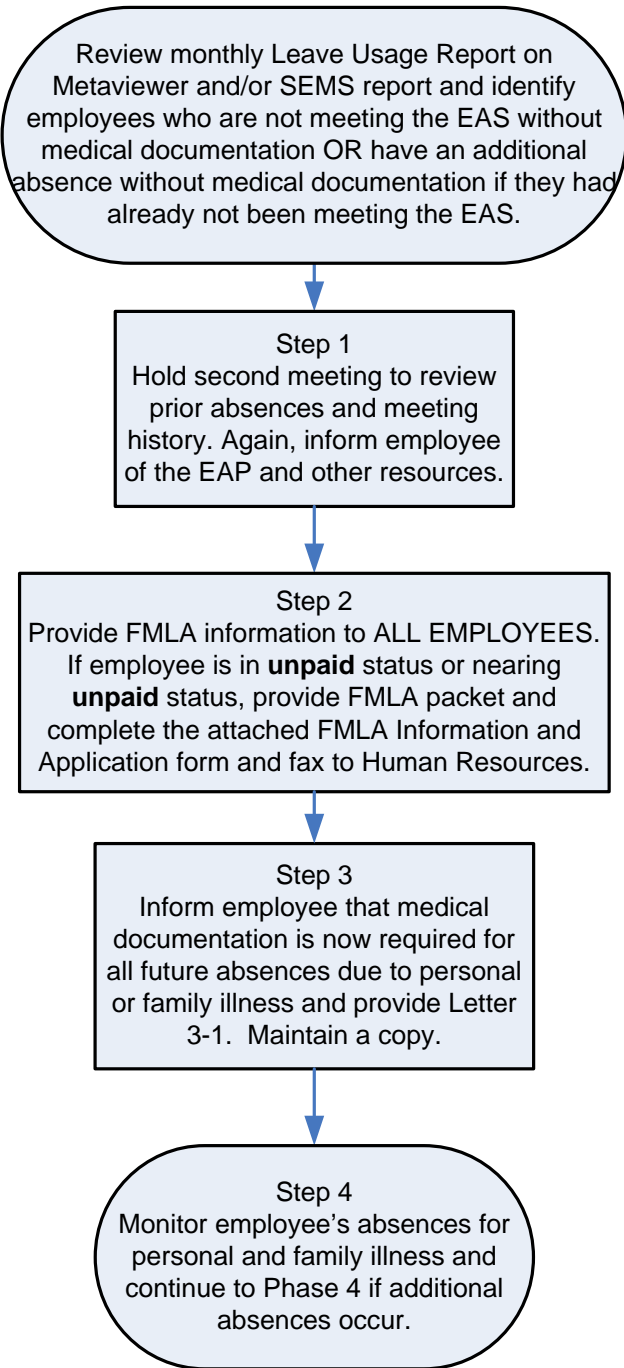 Review monthly Leave Usage Report on
Metaviewer and/or SEMS report and identify
employees who are not meeting the EAS without
medical documentation OR have an additional
absence without medical documentation if they had
already not been meeting the EAS.
Step 1
Hold second meeting to review
prior absences and meeting
history. Again, inform employee
of the EAP and other resources.
Step 2
Provide FMLA information to ALL EMPLOYEES.
If employee is in unpaid status or nearing
unpaid status, provide FMLA packet and
complete the attached FMLA Information and
Application form and fax to Human Resources.
Step 3
Inform employee that medical
documentation is now required for
all future absences due to personal
or family illness and provide Letter
3-1.  Maintain a copy.
Step 4
Monitor employee’s absences for
personal and family illness and
continue to Phase 4 if additional
absences occur.